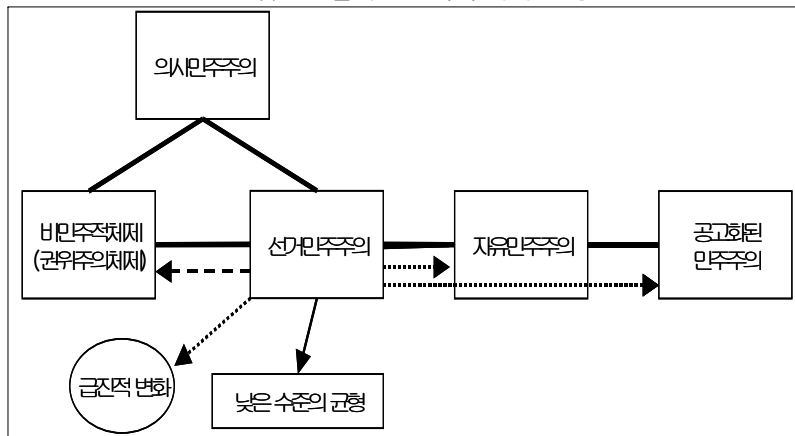 의사민주주의
비민주적체제
(권위주의체제)
선거민주주의
자유민주주의
공고화된
민주주의
급진적 변화
낮은 수준의 균형